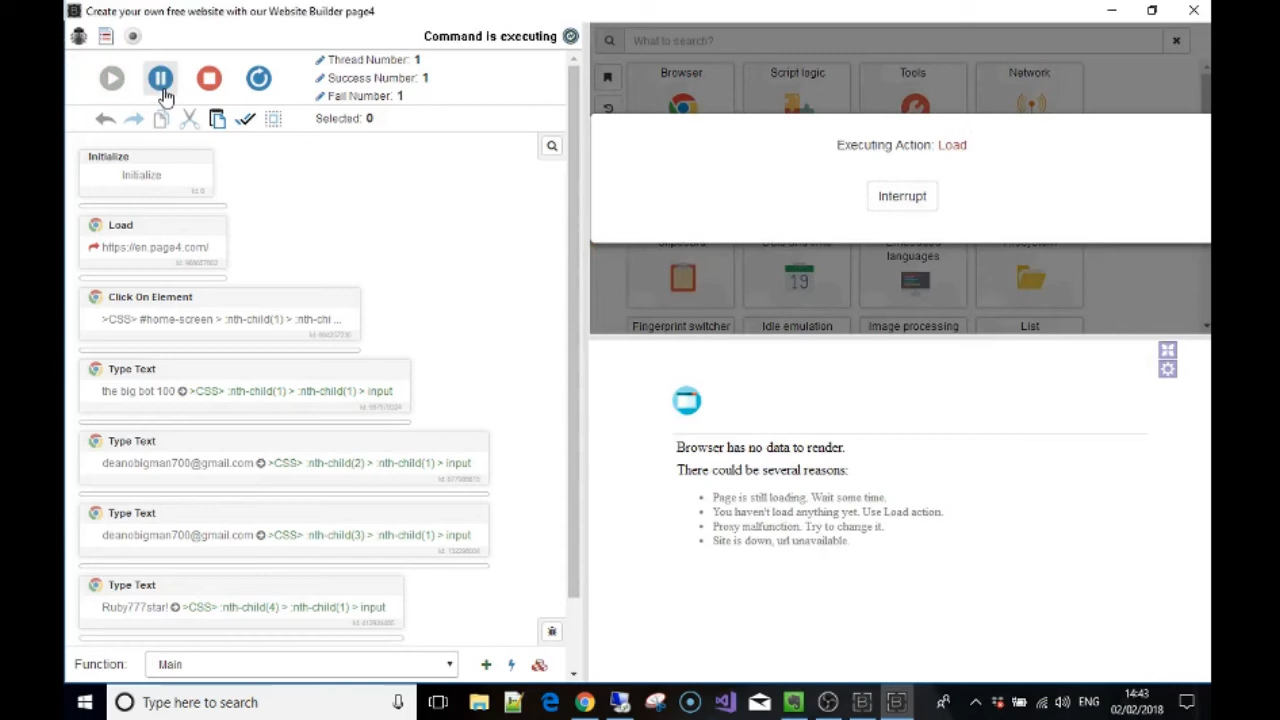 Create your own free website with our Website Builder page4
Command is executing
Thread Number: 1
Success Number: 1
Fail Number: 1
Selected: 0
Initialize
Initialize
Id: 0
Load
https://en.page4.com/
Click On Element
>CSS> #home-screen > :nth-child(1) > :nth-chi ...
Type Text
the big bot 100 >CSS> :nth-child(1) > :nth-child(1) > input
Type Text
deanobigman700@gmail.com >CSS> :nth-child(2) > :nth-child(1) > input
Type Text
deanobigman700@gmail.com >CSS> :nth-child(3) > :nth-child(1) > input
Type Text
Ruby777star! >CSS> :nth-child(4) > :nth-child(1) > input
Function: Main
What to search?
Browser Script logic Tools Network
Executing Action: Load
Interrupt
Embedded
languages
19
Fingerprint switcher Idle emulation Image processing List
Browser has no data to render.
There could be several reasons:
Page is still loading. Wait some time.
You haven't load anything yet. Use Load action.
Proxy malfunction. Try to change it.
Site is down, url unavailable.
Type here to search
ENG
14:43
02/02/2018